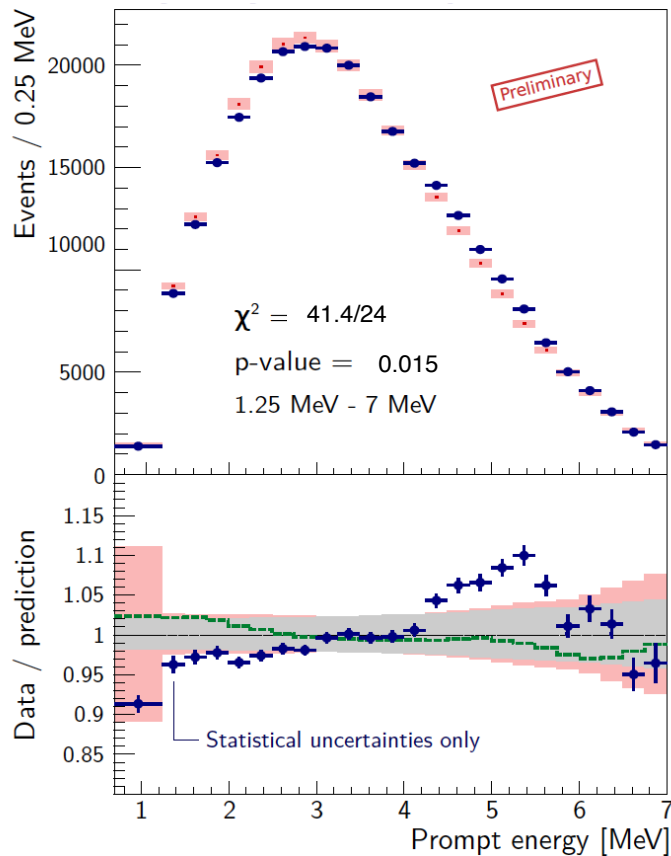 Events / 0.25 MeV
20000
15000
10000
5000
0
Preliminary
χ² = 41.4/24
p-value = 0.015
1.25 MeV - 7 MeV
Data / prediction
1.15
1.1
1.05
1
0.95
0.9
0.85
Statistical uncertainties only
1 2 3 4 5 6 7
Prompt energy [MeV]